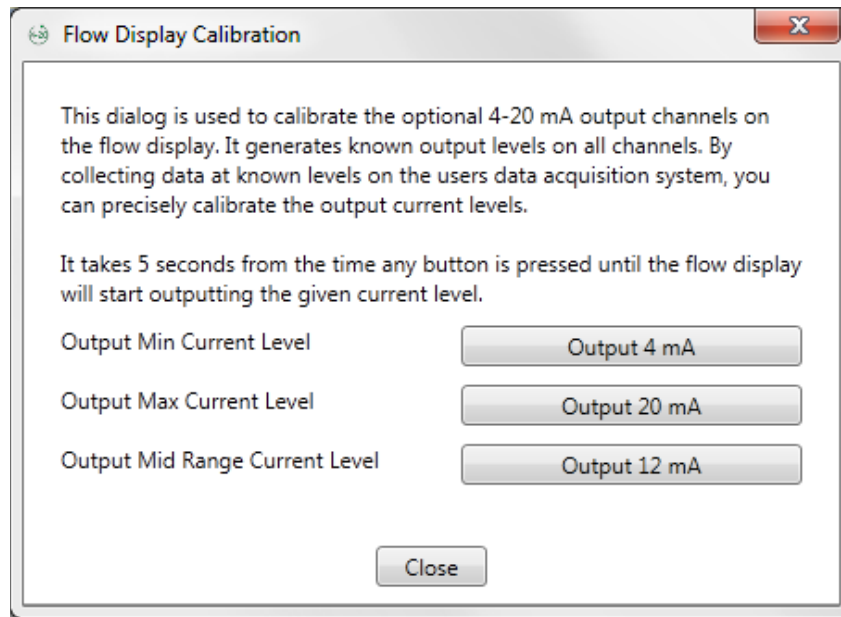 Flow Display Calibration
This dialog is used to calibrate the optional 4-20 mA output channels on
the flow display. It generates known output levels on all channels. By
collecting data at known levels on the users data acquisition system, you
can precisely calibrate the output current levels.
It takes 5 seconds from the time any button is pressed until the flow display
will start outputting the given current level.
Output Min Current Level
Output 4 mA
Output Max Current Level
Output 20 mA
Output Mid Range Current Level
Output 12 mA
Close